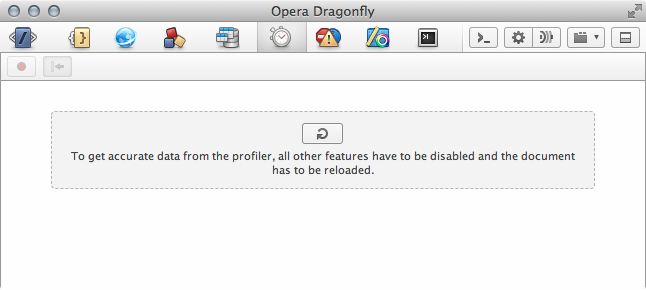 Opera Dragonfly
To get accurate data from the profiler, all other features have to be disabled and the document
has to be reloaded.